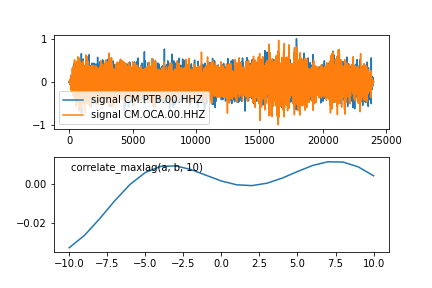 1
0
−1
signal CM.PTB.00.HHZ
signal CM.OCA.00.HHZ
0 5000 10000 15000 20000 25000
correlate_maxlag(a, b, 10)
0.00
−0.02
−10.0 −7.5 −5.0 −2.5 0.0 2.5 5.0 7.5 10.0